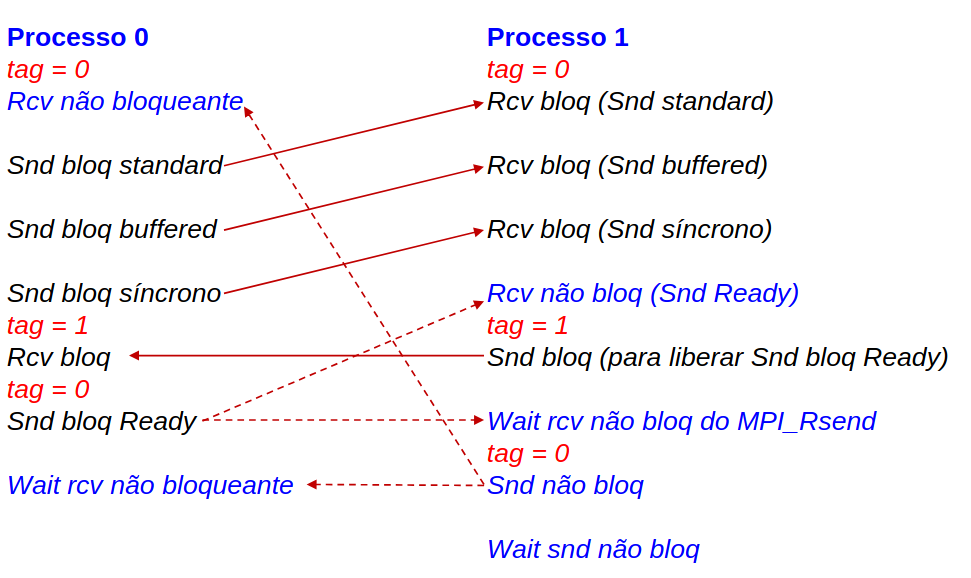 Processo 0
tag = 0
Rcv não bloqueante
Snd bloq standard
Snd bloq buffered
Snd bloq síncrono
tag = 1
Rcv bloq
tag = 0
Snd bloq Ready
Wait rcv não bloqueante
Processo 1
tag = 0
Rcv bloq (Snd standard)
Rcv bloq (Snd buffered)
Rcv bloq (Snd síncrono)
Rcv não bloq (Snd Ready)
tag = 1
Snd bloq (para liberar Snd bloq Ready)
Wait rcv não bloq do MPI_Rsend
tag = 0
Snd não bloq
Wait snd não bloq